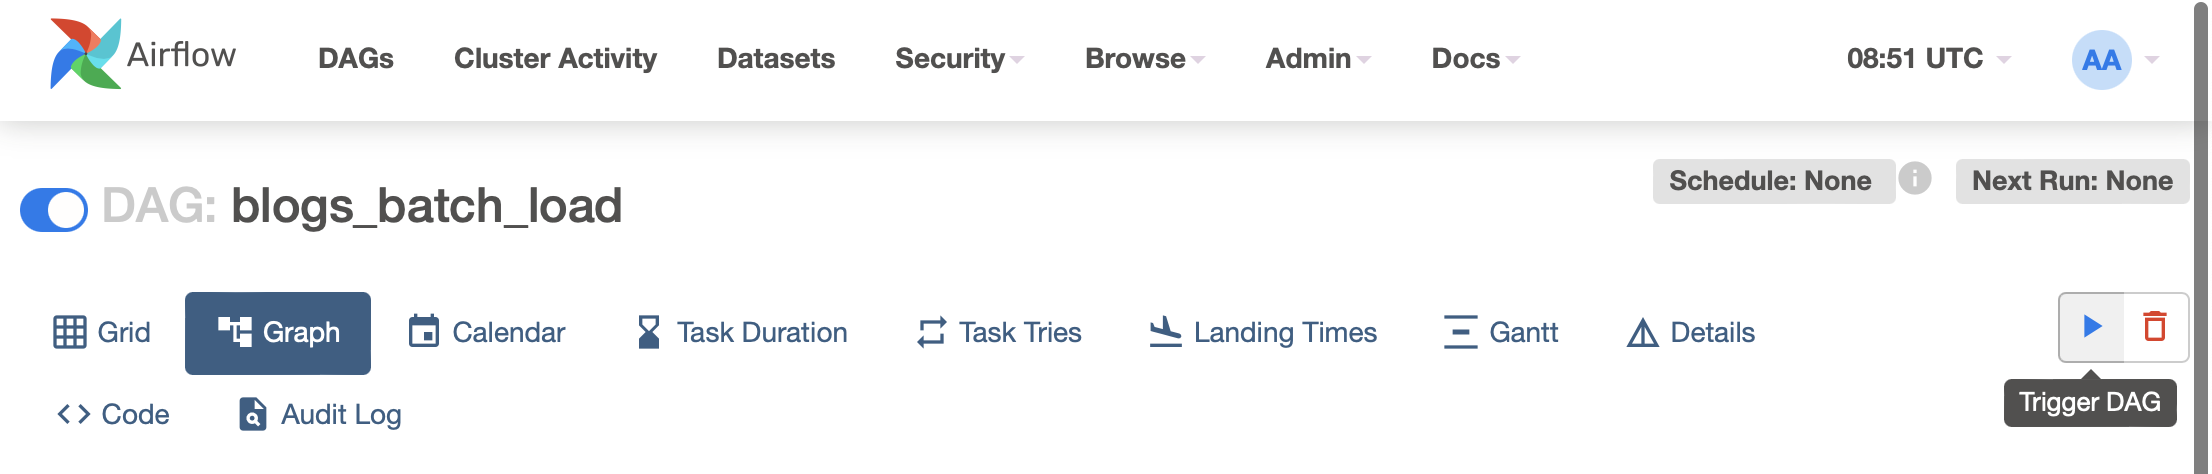 Airflow DAGs Cluster Activity Datasets Security Browse Admin Docs 08:51 UTC AA
Schedule: None i Next Run: None
DAG: blogs_batch_load
Grid Graph Calendar Task Duration Task Tries Landing Times Gantt Details
Trigger DAG
Code Audit Log